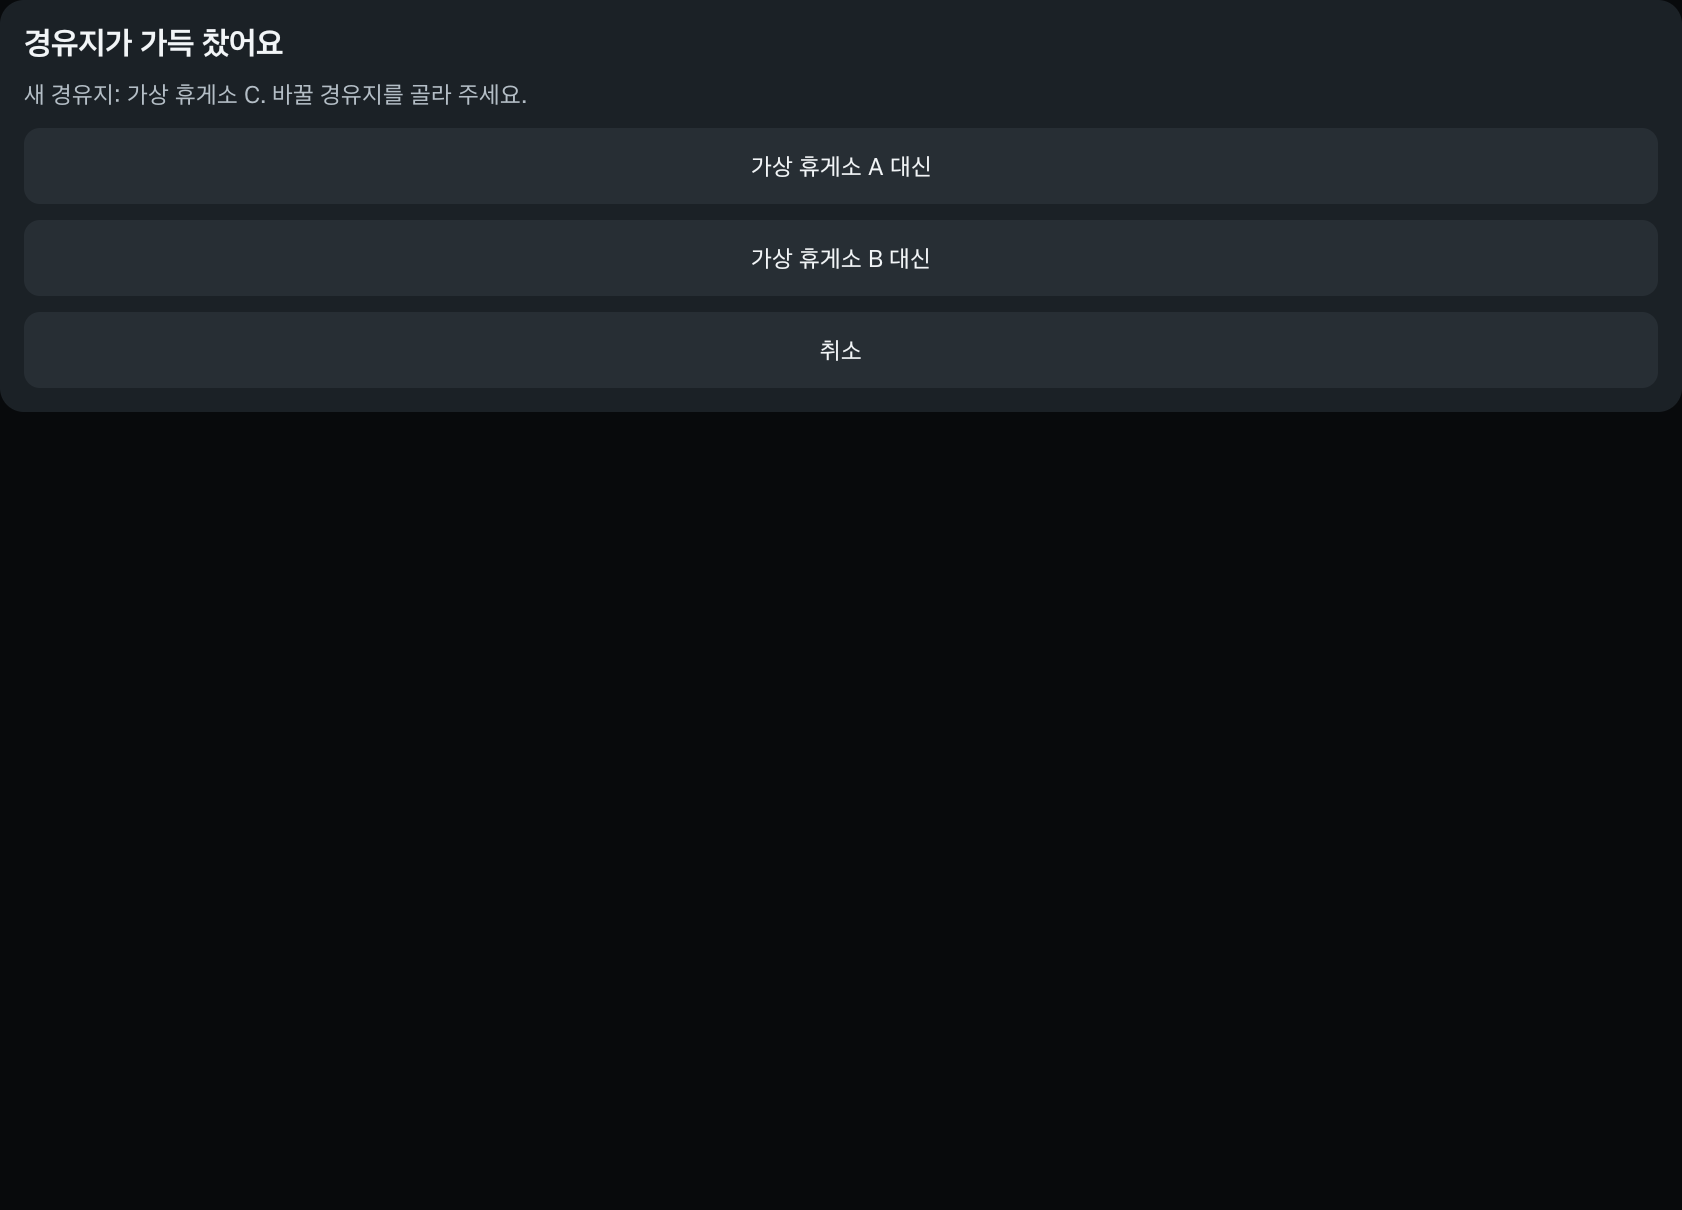 경유지가 가득 찼어요
새 경유지: 가상 휴게소 C. 바꿀 경유지를 골라 주세요.
가상 휴게소 A 대신
가상 휴게소 B 대신
취소